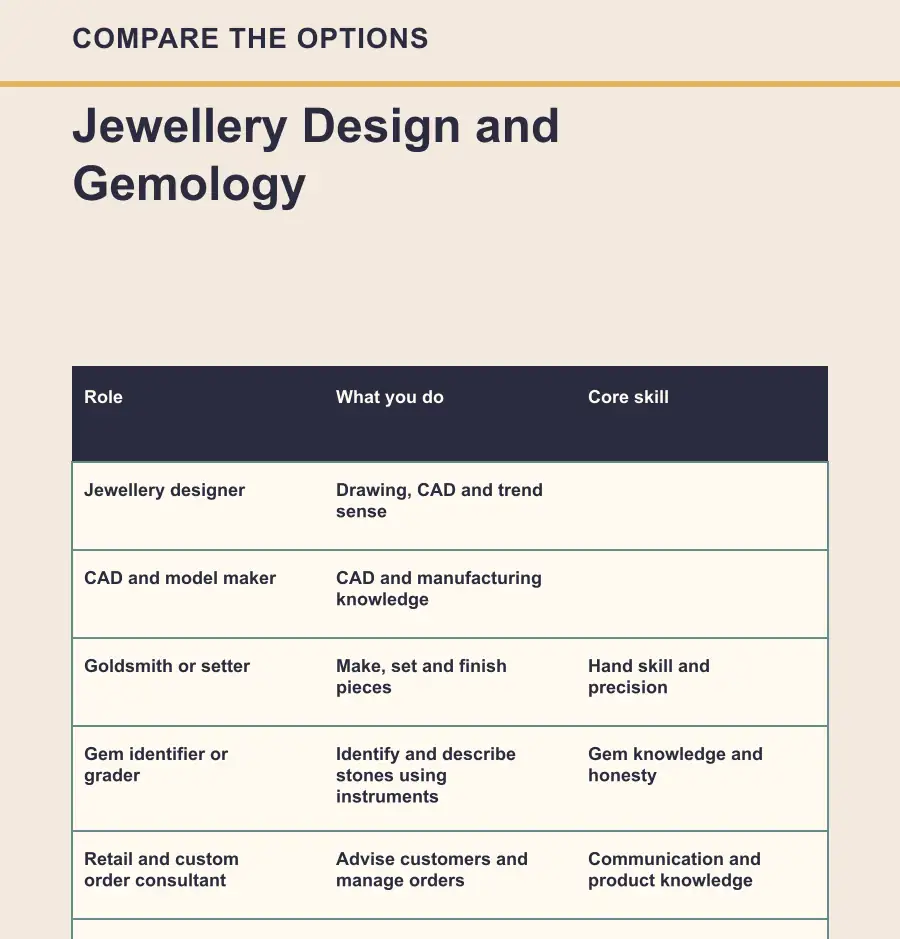 COMPARE THE OPTIONS
Jewellery Design and
Gemology
Role What you do Core skill
Jewellery designer Drawing, CAD and trend
sense
CAD and model maker CAD and manufacturing
knowledge
Goldsmith or setter Make, set and finish Hand skill and
pieces precision
Gem identifier or Identify and describe Gem knowledge and
grader stones using honesty
instruments
Retail and custom Advise customers and Communication and
order consultant manage orders product knowledge